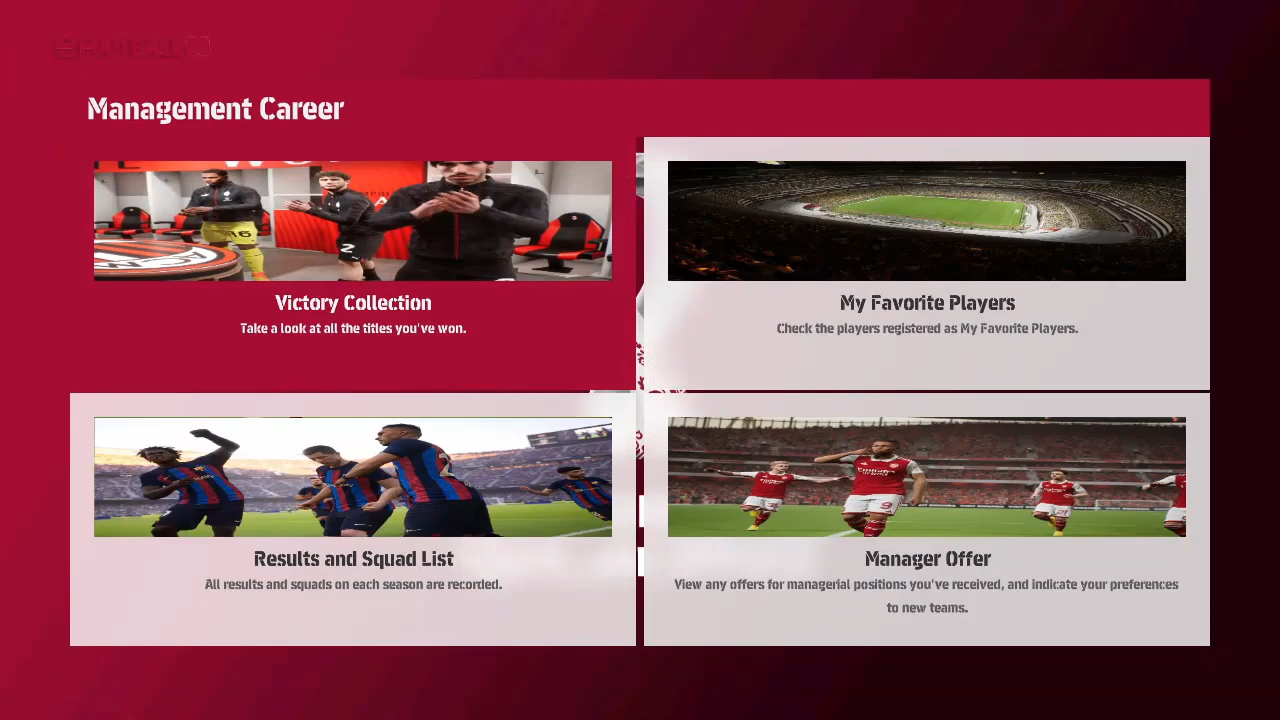 Management Career
Victory Collection
Take a look at all the titles you've won.
My Favorite Players
Check the players registered as My Favorite Players.
Results and Squad List
All results and squads on each season are recorded.
Manager Offer
View any offers for managerial positions you've received, and indicate your preferences
to new teams.